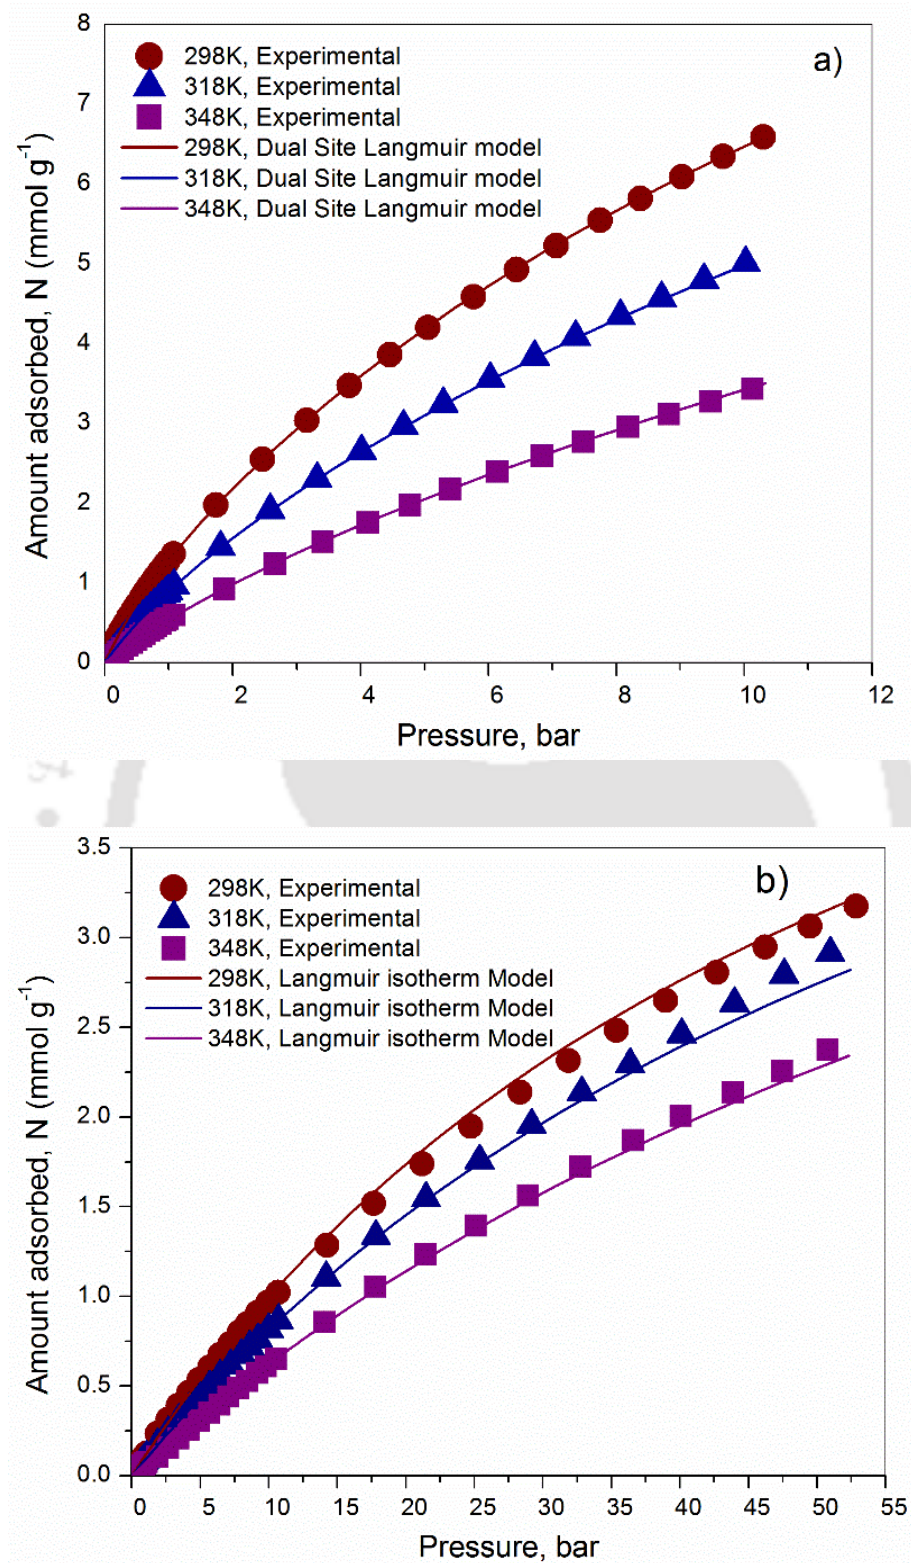 8
7
6
5
4
3
2
1
0
Amount adsorbed, N (mmol g⁻¹)
298K, Experimental
318K, Experimental
348K, Experimental
298K, Dual Site Langmuir model
318K, Dual Site Langmuir model
348K, Dual Site Langmuir model
a)
0 2 4 6 8 10 12
Pressure, bar
3.5
3.0
2.5
2.0
1.5
1.0
0.5
0.0
Amount adsorbed, N (mmol g⁻¹)
298K, Experimental
318K, Experimental
348K, Experimental
298K, Langmuir isotherm Model
318K, Langmuir isotherm Model
348K, Langmuir isotherm Model
b)
0 5 10 15 20 25 30 35 40 45 50 55
Pressure, bar